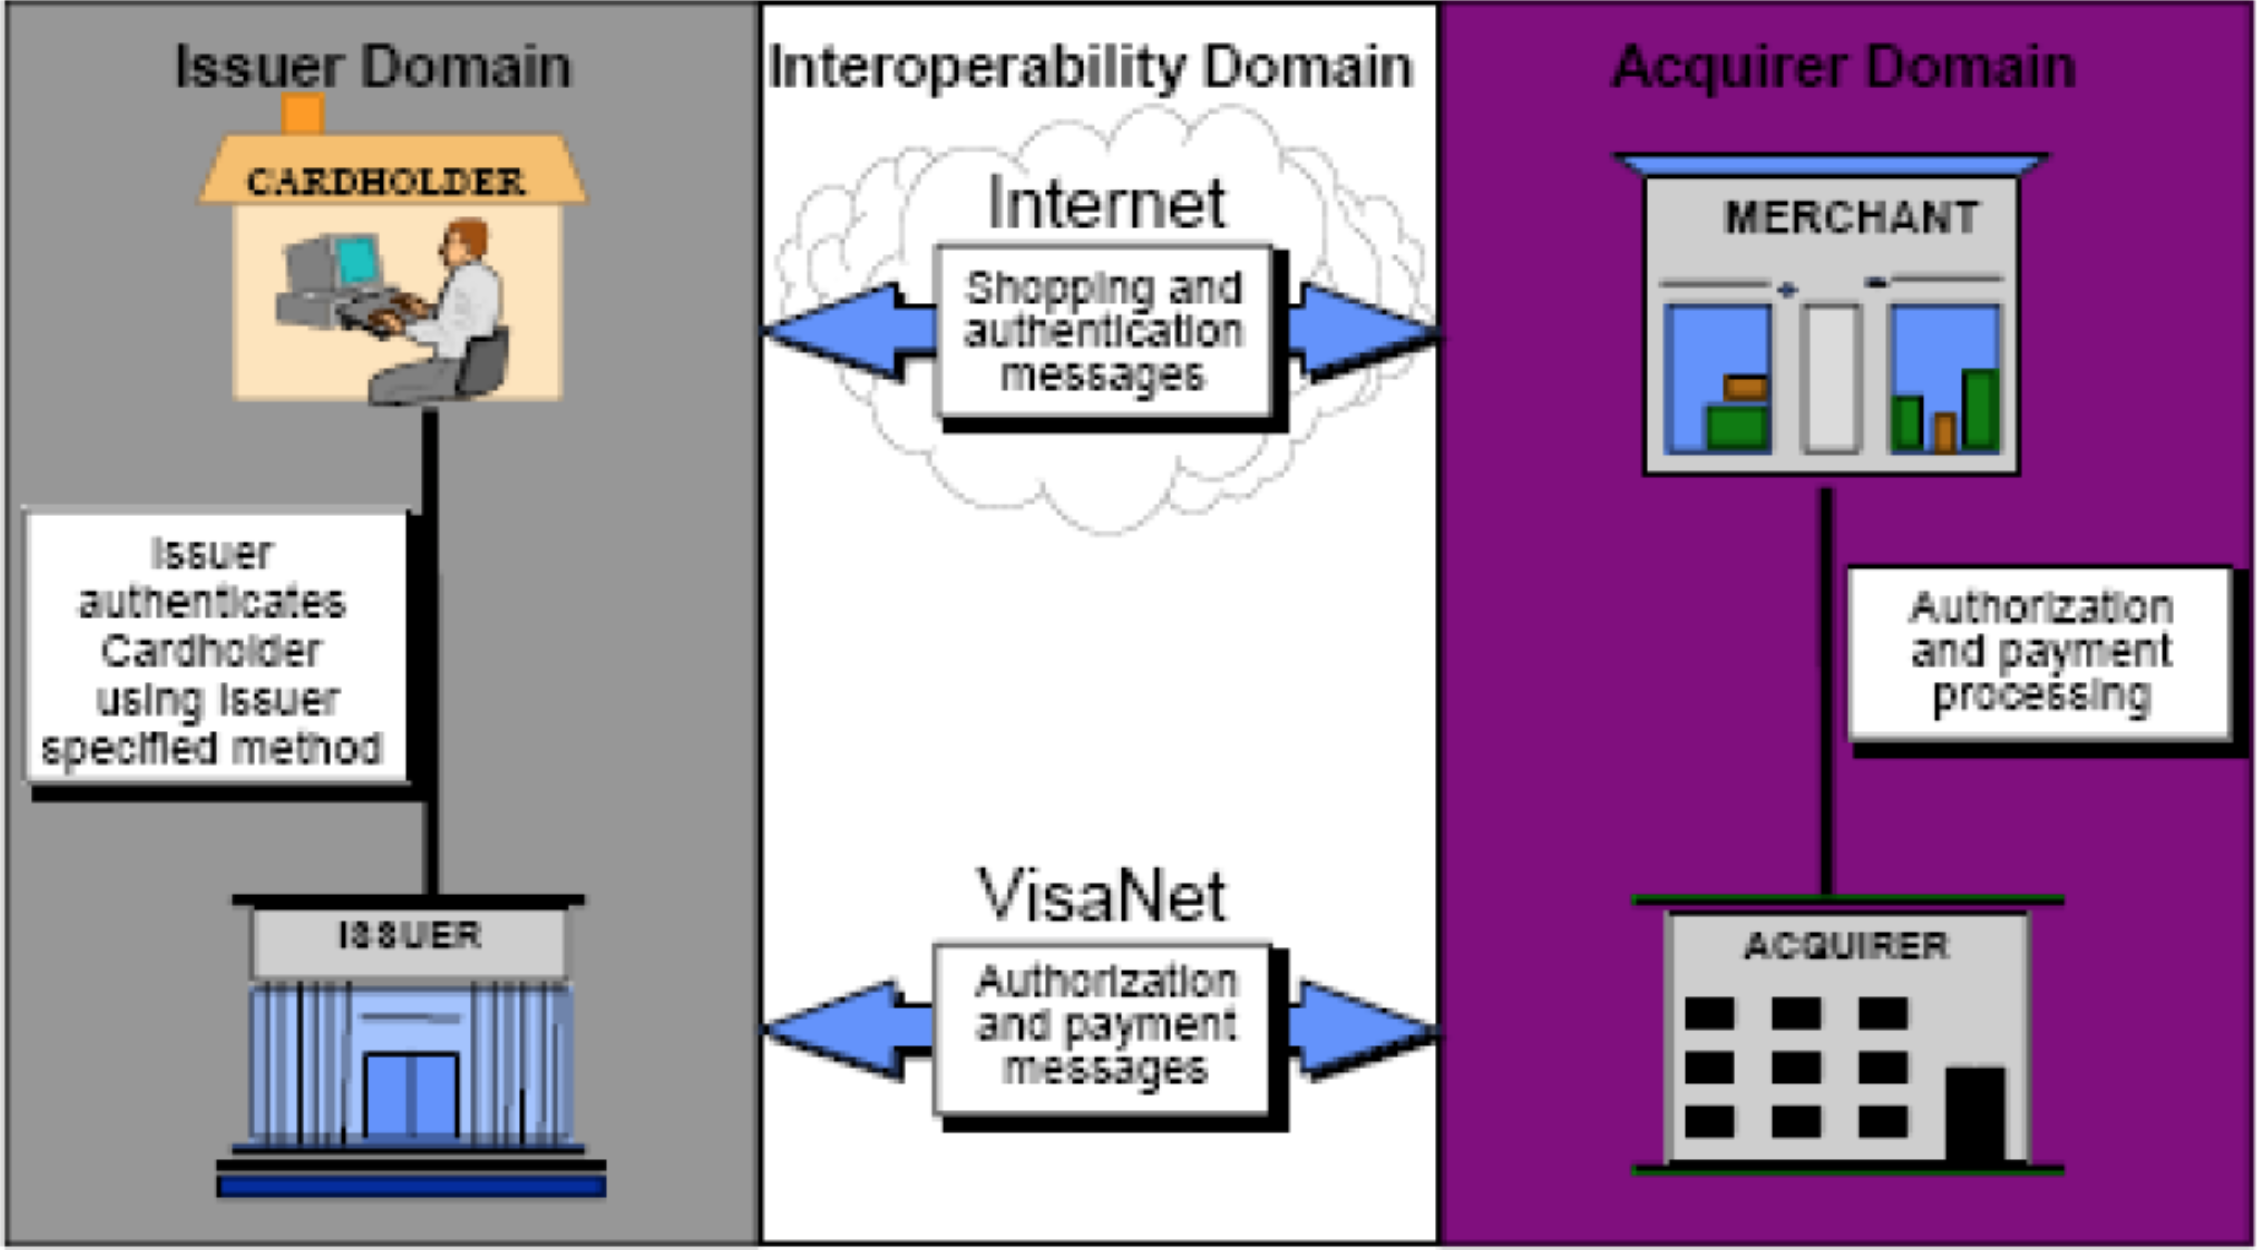 Issuer Domain
CARDHOLDER
Issuer
authenticates
Cardholder
using issuer
specified method
ISSUER
Interoperability Domain
Internet
Shopping and
authentication
messages
VisaNet
Authorization
and payment
messages
Acquirer Domain
MERCHANT
Authorization
and payment
processing
ACQUIRER